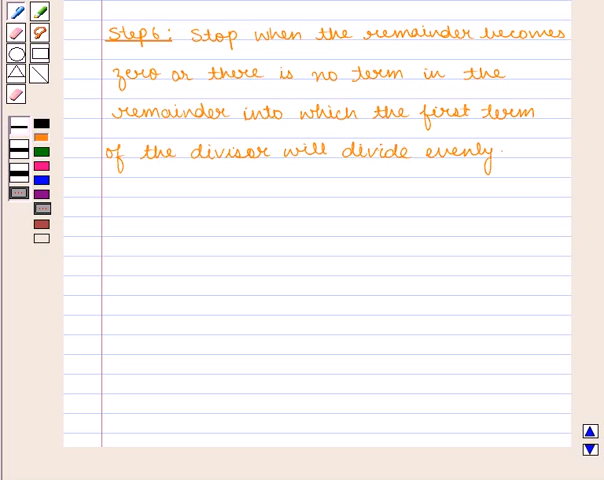 Step 6: Stop when the remainder becomes
zero or there is no term in the
remainder into which the first term
of the divisor will divide evenly.